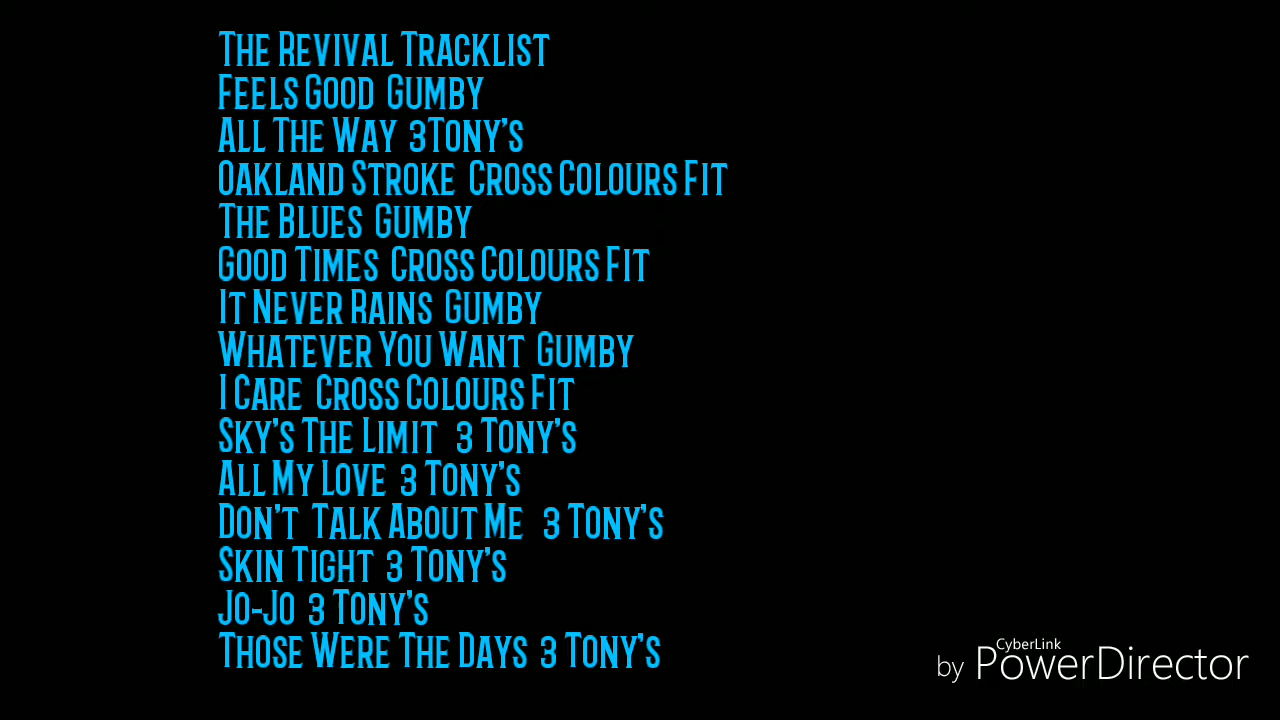 The Revival Tracklist
Feels Good Gumby
All The Way 3Tony's
Oakland Stroke Cross Colours Fit
The Blues Gumby
Good Times Cross Colours Fit
It Never Rains Gumby
Whatever You Want Gumby
I Care Cross Colours Fit
Sky's The Limit 3 Tony's
All My Love 3 Tony's
Don't Talk About Me 3 Tony's
Skin Tight 3 Tony's
Jo-Jo 3 Tony's
Those Were The Days 3 Tony's
CyberLink
by PowerDirector